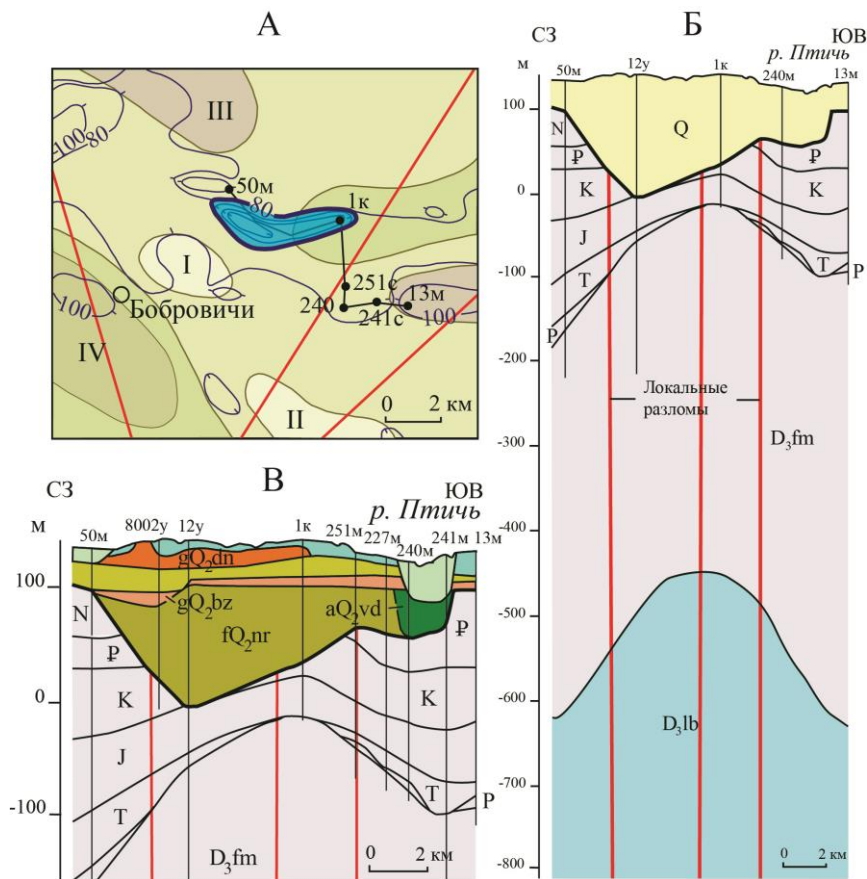 А
III
100
80
50м
80
1к
I
251с
Бобровичи
240
13м
241с
100
100
IV
II
0 2 км
Б
СЗ
ЮВ
р. Птичь
м
50м
12у
1к
240м
13м
100
N
Q
₽
₽
0
K
K
J
-100
T
T
P
P
-200
Локальные
разломы
-300
D₃fm
-400
-500
-600
D₃lb
-700
-800
0 2 км
В
СЗ
ЮВ
р. Птичь
м
50м
8002у
12у
1к
251м
227м
240м
241м
13м
gQ₂dn
100
gQ₂bz
aQ₂vd
N
fQ₂nr
₽
₽
K
K
0
J
T
T
P
-100
D₃fm
0 2 км